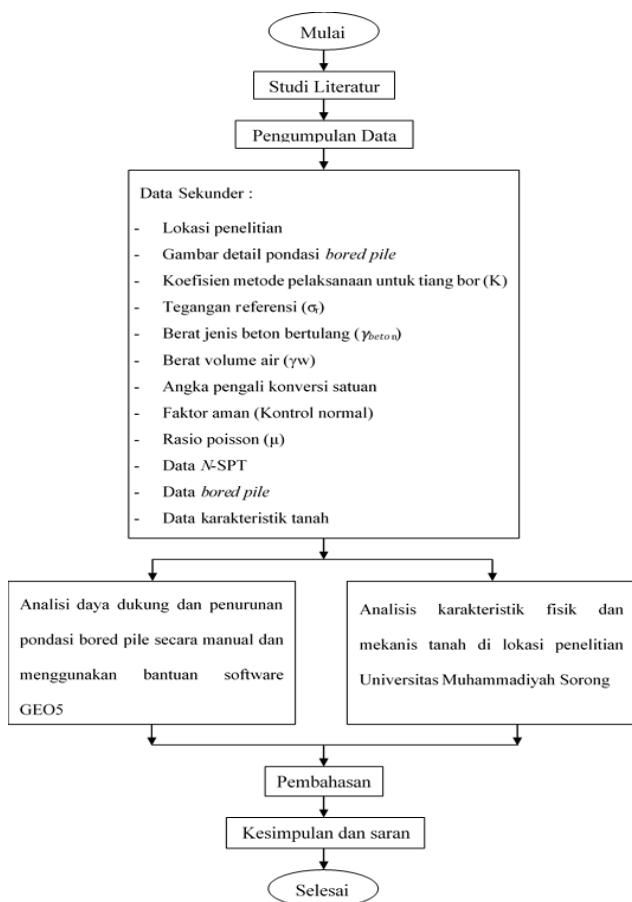 Mulai
Studi Literatur
Pengumpulan Data
Data Sekunder :
- Lokasi penelitian
- Gambar detail pondasi bored pile
- Koefisien metode pelaksanaan untuk tiang bor (K)
- Tegangan referensi (σr)
- Berat jenis beton bertulang (γbeton)
- Berat volume air (γw)
- Angka pengali konversi satuan
- Faktor aman (Kontrol normal)
- Rasio poisson (μ)
- Data N-SPT
- Data bored pile
- Data karakteristik tanah
Analisi daya dukung dan penurunan
pondasi bored pile secara manual dan
menggunakan bantuan software
GEO5
Analisis karakteristik fisik dan
mekanis tanah di lokasi penelitian
Universitas Muhammadiyah Sorong
Pembahasan
Kesimpulan dan saran
Selesai